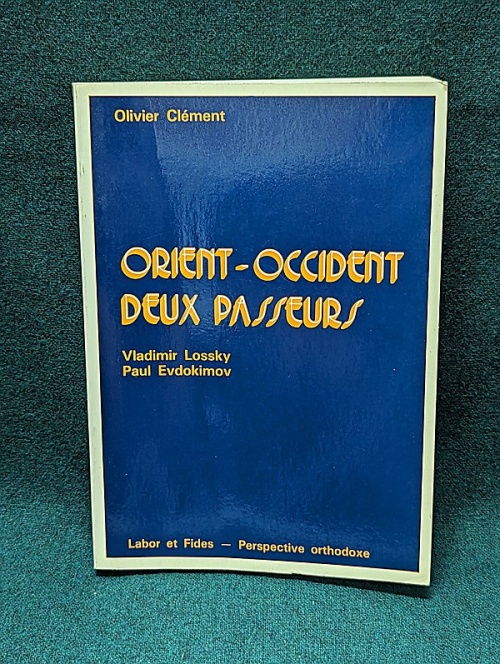 Olivier Clément
ORIENT - OCCIDENT
DEUX PASSEURS
Vladimir Lossky
Paul Evdokimov
Labor et Fides — Perspective orthodoxe